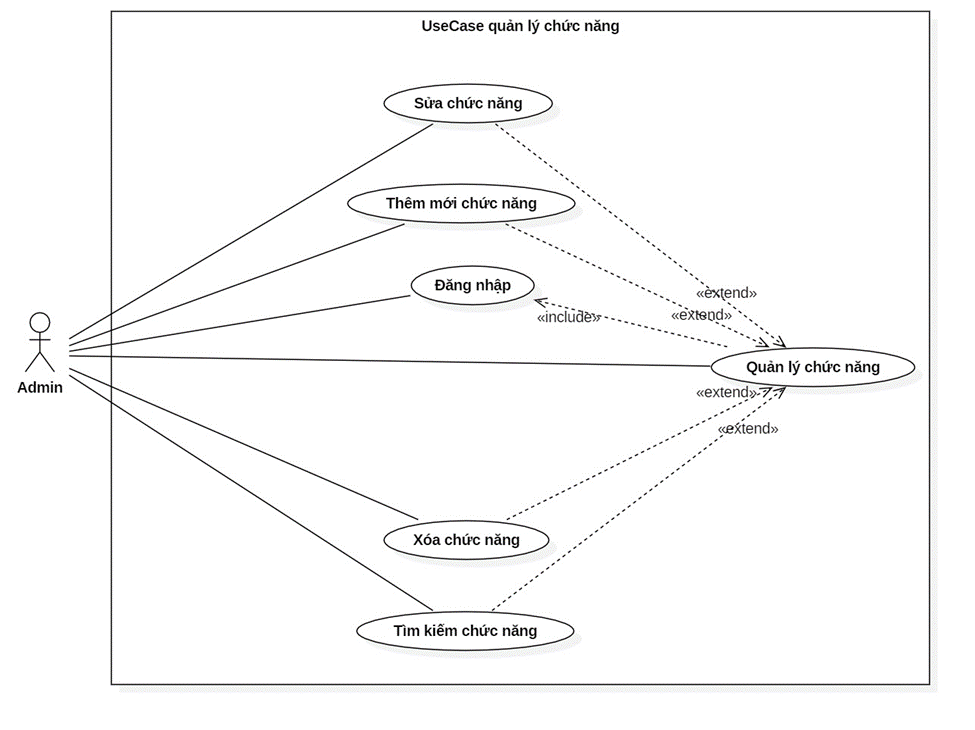 UseCase quản lý chức năng
Sửa chức năng
Thêm mới chức năng
Đăng nhập
«extend»
«extend»
«include»
Quản lý chức năng
Admin
«extend»
«extend»
Xóa chức năng
Tìm kiếm chức năng